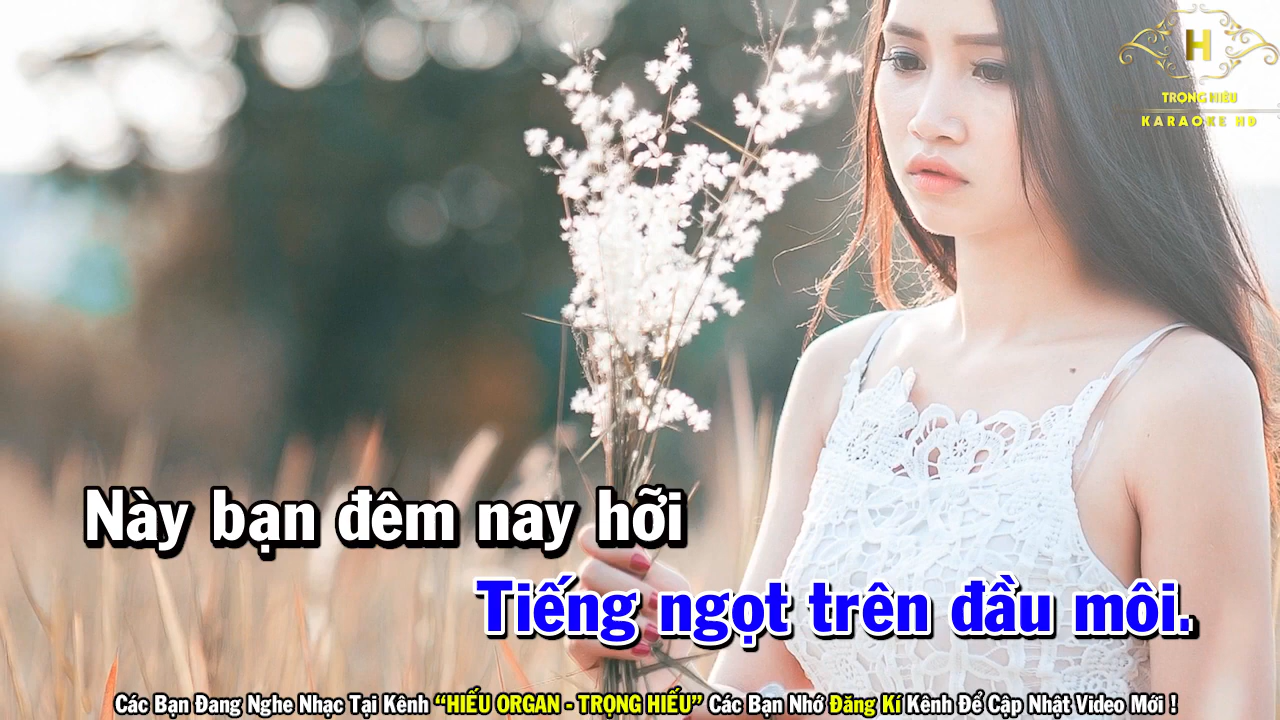 H
TRỌNG HIẾU
KARAOKE HD
Này bạn đêm nay hỡi
Tiếng ngọt trên đầu môi.
Các Bạn Đang Nghe Nhạc Tại Kênh “HIẾU ORGAN - TRỌNG HIẾU” Các Bạn Nhớ Đăng Kí Kênh Để Cập Nhật Video Mới !